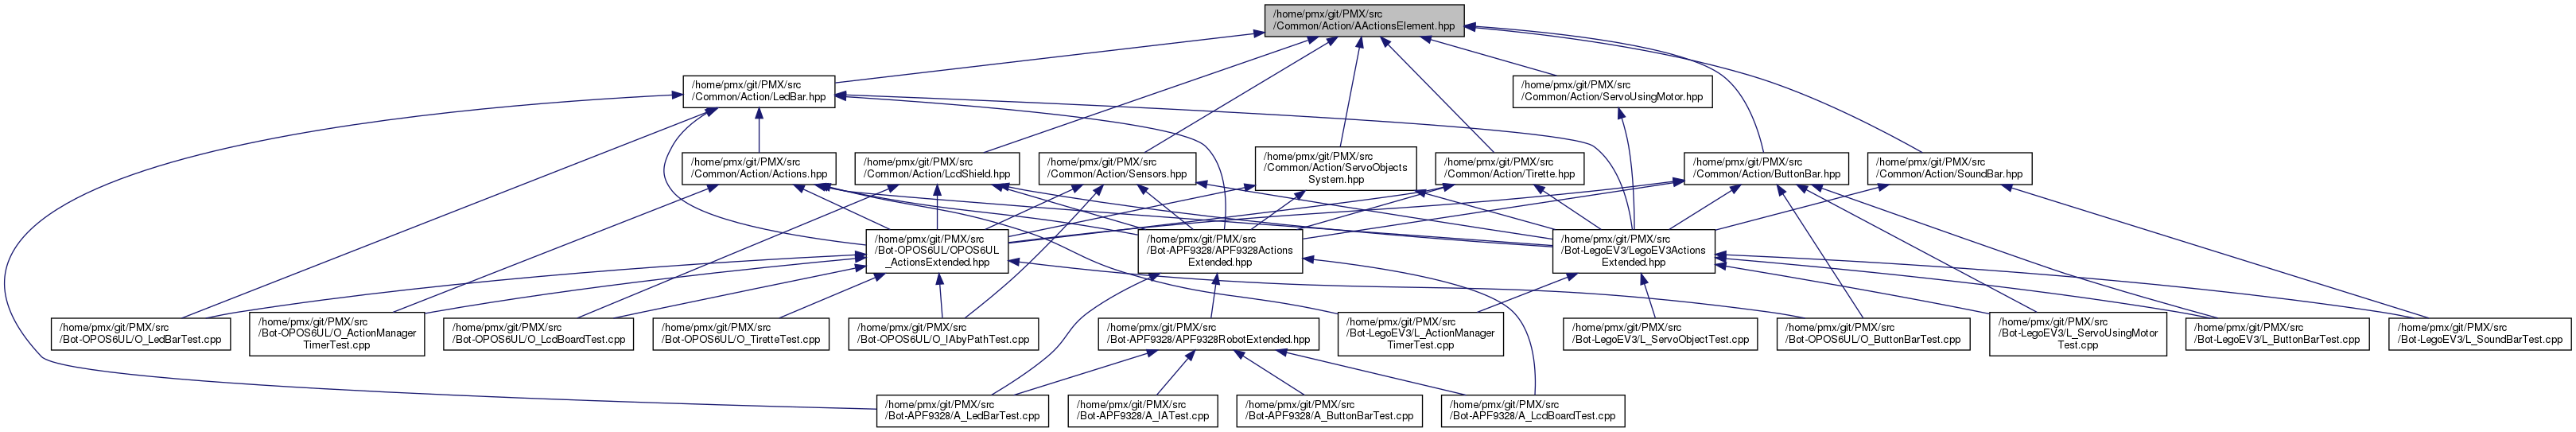 /home/pmx/git/PMX/src
/Common/Action/AActionsElement.hpp
/home/pmx/git/PMX/src
/Common/Action/LedBar.hpp
/home/pmx/git/PMX/src
/Common/Action/ServoUsingMotor.hpp
/home/pmx/git/PMX/src
/Common/Action/Actions.hpp
/home/pmx/git/PMX/src
/Common/Action/LcdShield.hpp
/home/pmx/git/PMX/src
/Common/Action/Sensors.hpp
/home/pmx/git/PMX/src
/Common/Action/ServoObjects
System.hpp
/home/pmx/git/PMX/src
/Common/Action/Tirette.hpp
/home/pmx/git/PMX/src
/Common/Action/ButtonBar.hpp
/home/pmx/git/PMX/src
/Common/Action/SoundBar.hpp
/home/pmx/git/PMX/src
/Bot-OPOS6UL/OPOS6UL
_ActionsExtended.hpp
/home/pmx/git/PMX/src
/Bot-APF9328/APF9328Actions
Extended.hpp
/home/pmx/git/PMX/src
/Bot-LegoEV3/LegoEV3Actions
Extended.hpp
/home/pmx/git/PMX/src
/Bot-OPOS6UL/O_LedBarTest.cpp
/home/pmx/git/PMX/src
/Bot-OPOS6UL/O_ActionManager
TimerTest.cpp
/home/pmx/git/PMX/src
/Bot-OPOS6UL/O_LcdBoardTest.cpp
/home/pmx/git/PMX/src
/Bot-OPOS6UL/O_TiretteTest.cpp
/home/pmx/git/PMX/src
/Bot-OPOS6UL/O_IAbyPathTest.cpp
/home/pmx/git/PMX/src
/Bot-APF9328/APF9328RobotExtended.hpp
/home/pmx/git/PMX/src
/Bot-LegoEV3/L_ActionManager
TimerTest.cpp
/home/pmx/git/PMX/src
/Bot-LegoEV3/L_ServoObjectTest.cpp
/home/pmx/git/PMX/src
/Bot-OPOS6UL/O_ButtonBarTest.cpp
/home/pmx/git/PMX/src
/Bot-LegoEV3/L_ServoUsingMotor
Test.cpp
/home/pmx/git/PMX/src
/Bot-LegoEV3/L_ButtonBarTest.cpp
/home/pmx/git/PMX/src
/Bot-LegoEV3/L_SoundBarTest.cpp
/home/pmx/git/PMX/src
/Bot-APF9328/A_LedBarTest.cpp
/home/pmx/git/PMX/src
/Bot-APF9328/A_IATest.cpp
/home/pmx/git/PMX/src
/Bot-APF9328/A_ButtonBarTest.cpp
/home/pmx/git/PMX/src
/Bot-APF9328/A_LcdBoardTest.cpp